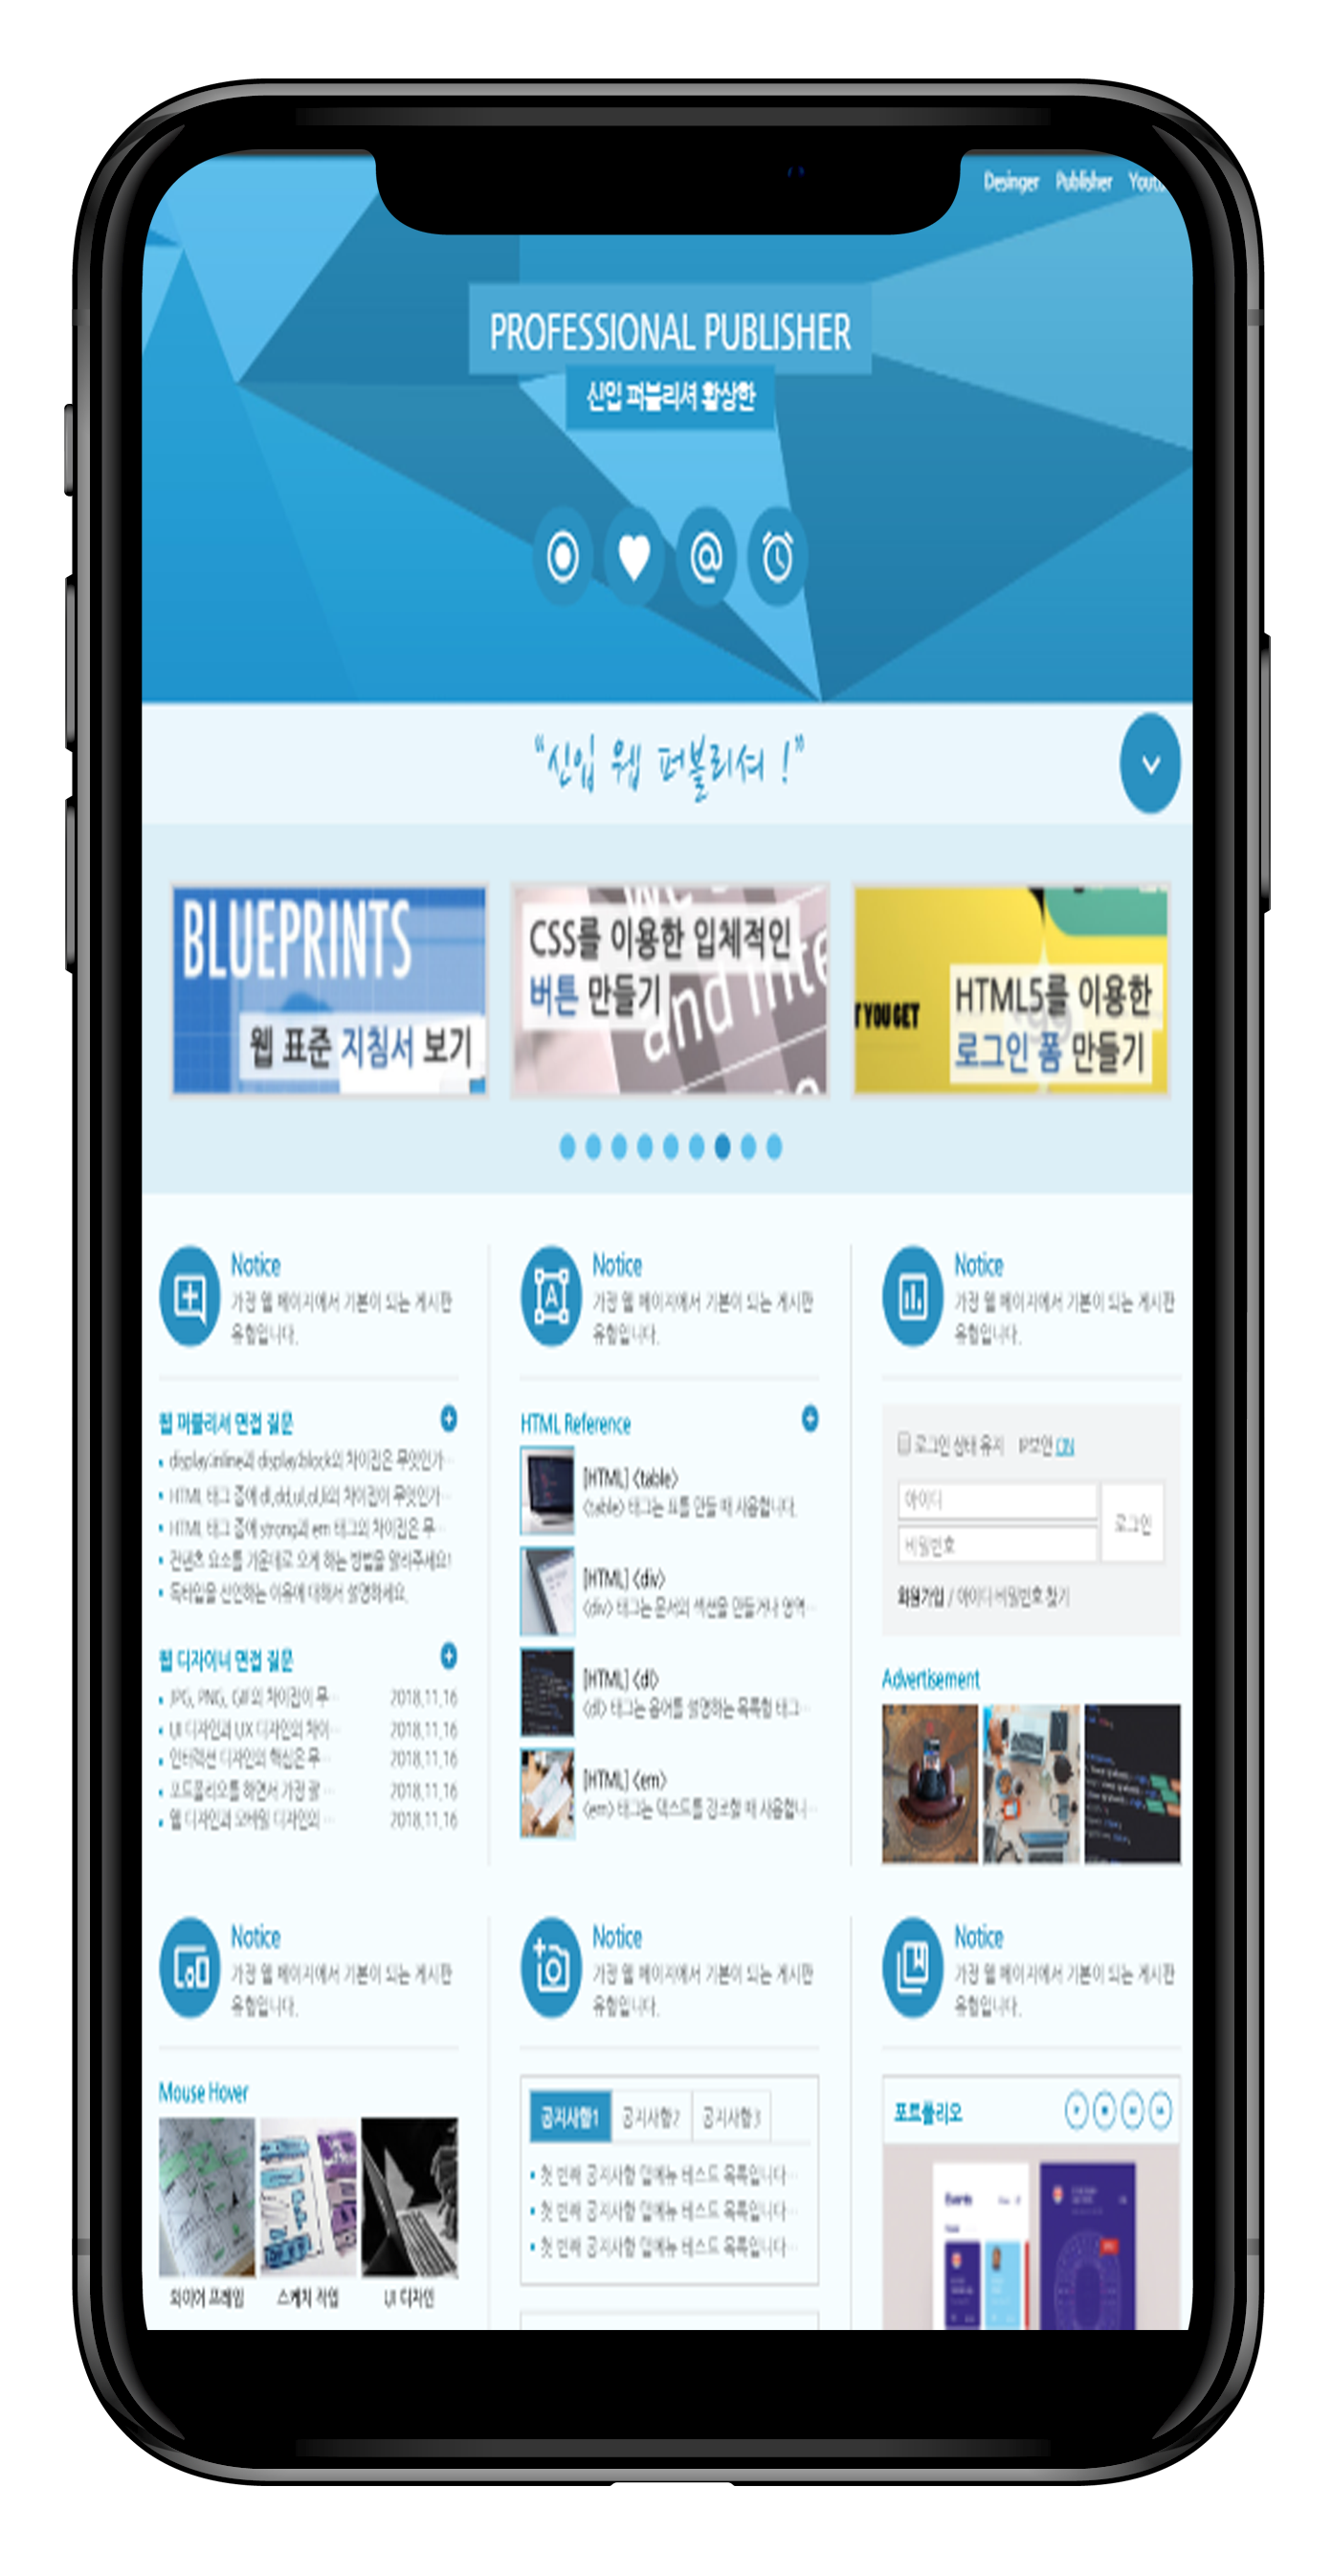 Desinger Publisher
PROFESSIONAL PUBLISHER
신입 퍼블리셔 황상한
“신입 웹 퍼블리셔 !”
BLUEPRINTS
웹 표준 지침서 보기
CSS를 이용한 입체적인
버튼 만들기
and inte
T YOU GET
HTML5를 이용한
로그인 폼 만들기
Notice
가장 웹 페이지에서 기본이 되는 게시판
유형입니다.
웹 퍼블리셔 면접 질문
display:inline과 display:block의 차이점은 무엇인가…
HTML 태그 중에 dl,dd,ul,ol,li의 차이점이 무엇인가…
HTML 태그 중에 strong과 em 태그의 차이점은 무…
컨텐츠 요소를 가운데로 오게 하는 방법을 알려주세요!
독타입을 선언하는 이유에 대해서 설명하세요.
웹 디자이너 면접 질문
JPG, PNG, GIF의 차이점이 무… 2018.11.16
UI 디자인과 UX 디자인의 차이… 2018.11.16
인터랙션 디자인의 핵심은 무… 2018.11.16
포트폴리오를 하면서 가장 괄… 2018.11.16
웹 디자인과 모바일 디자인의 … 2018.11.16
Notice
가장 웹 페이지에서 기본이 되는 게시판
유형입니다.
HTML Reference
[HTML] <table>
<table> 태그는 표를 만들 때 사용합니다.
[HTML] <div>
<div> 태그는 문서의 섹션을 만들거나 영역…
[HTML] <dl>
<dl> 태그는 용어를 설명하는 목록형 태그…
[HTML] <em>
<em> 태그는 텍스트를 강조할 때 사용합니…
Notice
가장 웹 페이지에서 기본이 되는 게시판
유형입니다.
로그인 상태 유지 IP보안 ON
아이디
비밀번호
로그인
회원가입 / 아이디·비밀번호 찾기
Advertisement
Notice
가장 웹 페이지에서 기본이 되는 게시판
유형입니다.
Mouse Hover
와이어 프레임 스케치 작업 UI 디자인
Notice
가장 웹 페이지에서 기본이 되는 게시판
유형입니다.
공지사항1 공지사항2 공지사항3
첫 번째 공지사항 탭메뉴 테스트 목록입니다…
첫 번째 공지사항 탭메뉴 테스트 목록입니다…
첫 번째 공지사항 탭메뉴 테스트 목록입니다…
Notice
가장 웹 페이지에서 기본이 되는 게시판
유형입니다.
포트폴리오
Events